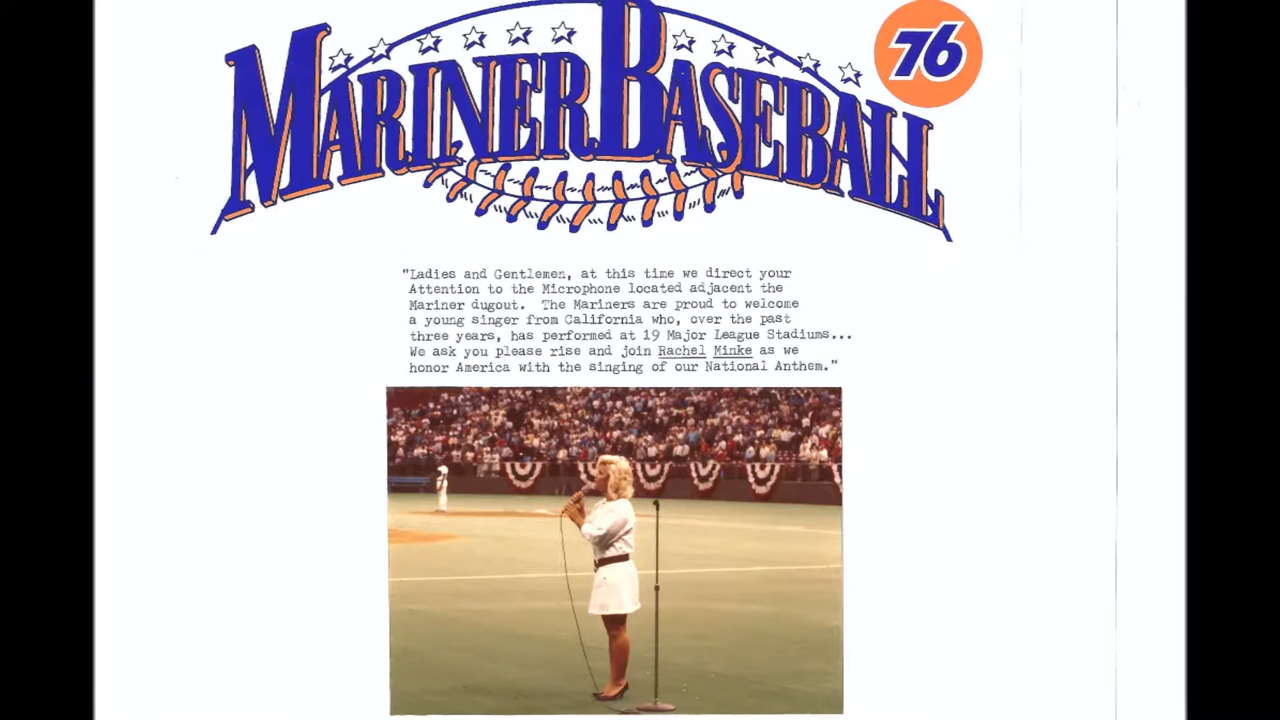 MARINER BASEBALL
76
"Ladies and Gentlemen, at this time we direct your
Attention to the Microphone located adjacent the
Mariner dugout. The Mariners are proud to welcome
a young singer from California who, over the past
three years, has performed at 19 Major League Stadiums...
We ask you please rise and join Rachel Minke as we
honor America with the singing of our National Anthem."